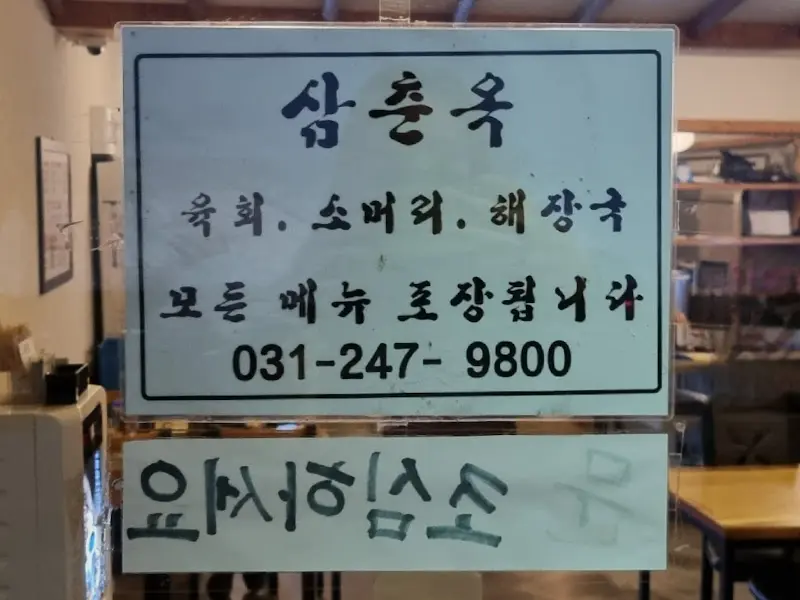 삼춘옥
육회. 소머리. 해장국
모든 메뉴 포장됩니다
031-247- 9800
문 조심하세요